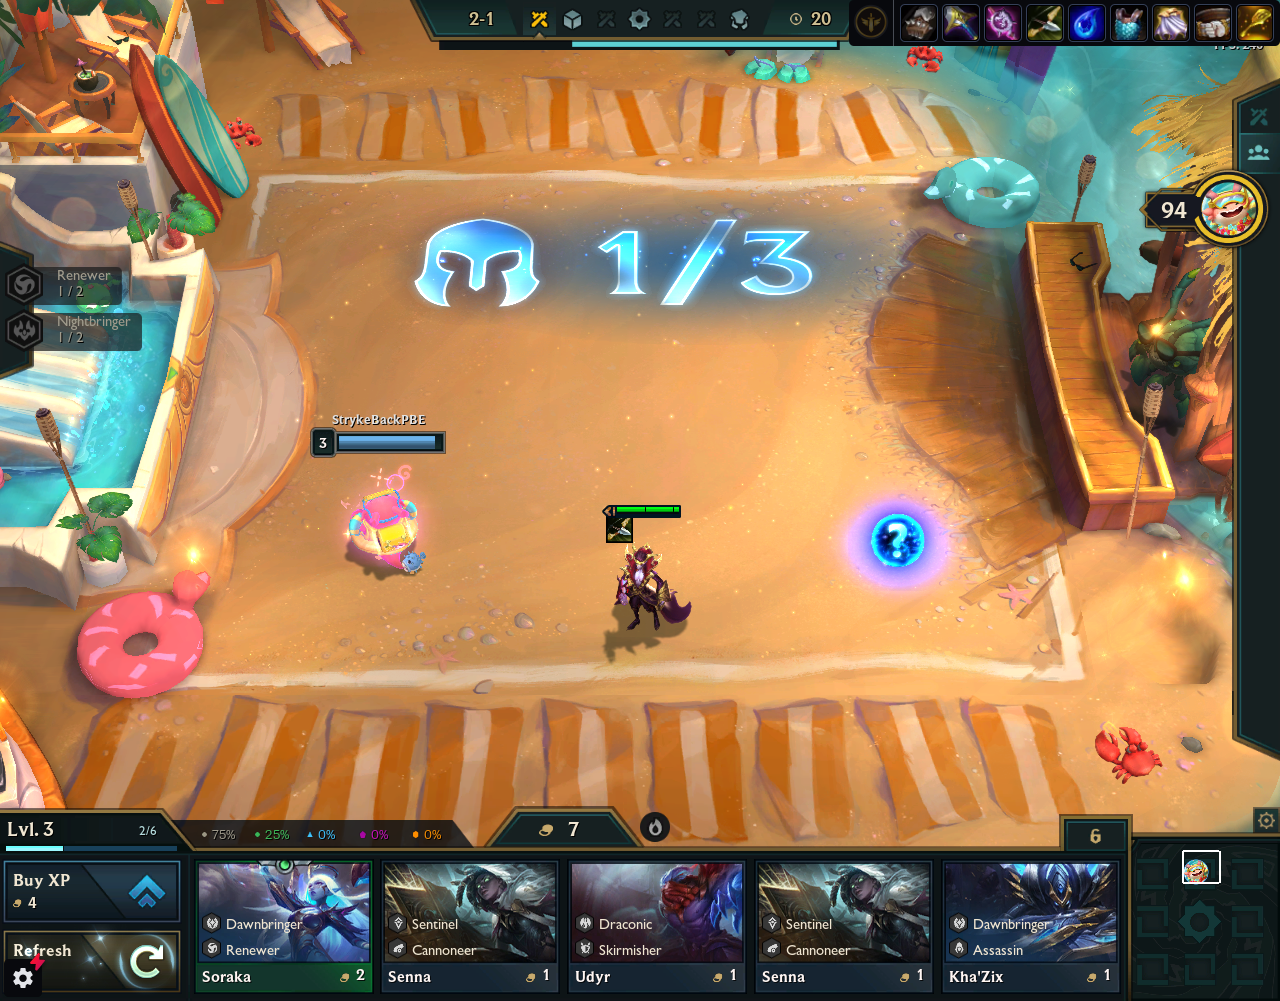 2-1
20
94
1/3
Renewer
1 / 2
Nightbringer
1 / 2
StrykeBackPBE
3
?
Lvl. 3
2/6
75%
25%
0%
0%
0%
7
6
Buy XP
4
Refresh
Dawnbringer
Renewer
Soraka
2
Sentinel
Cannoneer
Senna
1
Draconic
Skirmisher
Udyr
1
Sentinel
Cannoneer
Senna
1
Dawnbringer
Assassin
Kha'Zix
1